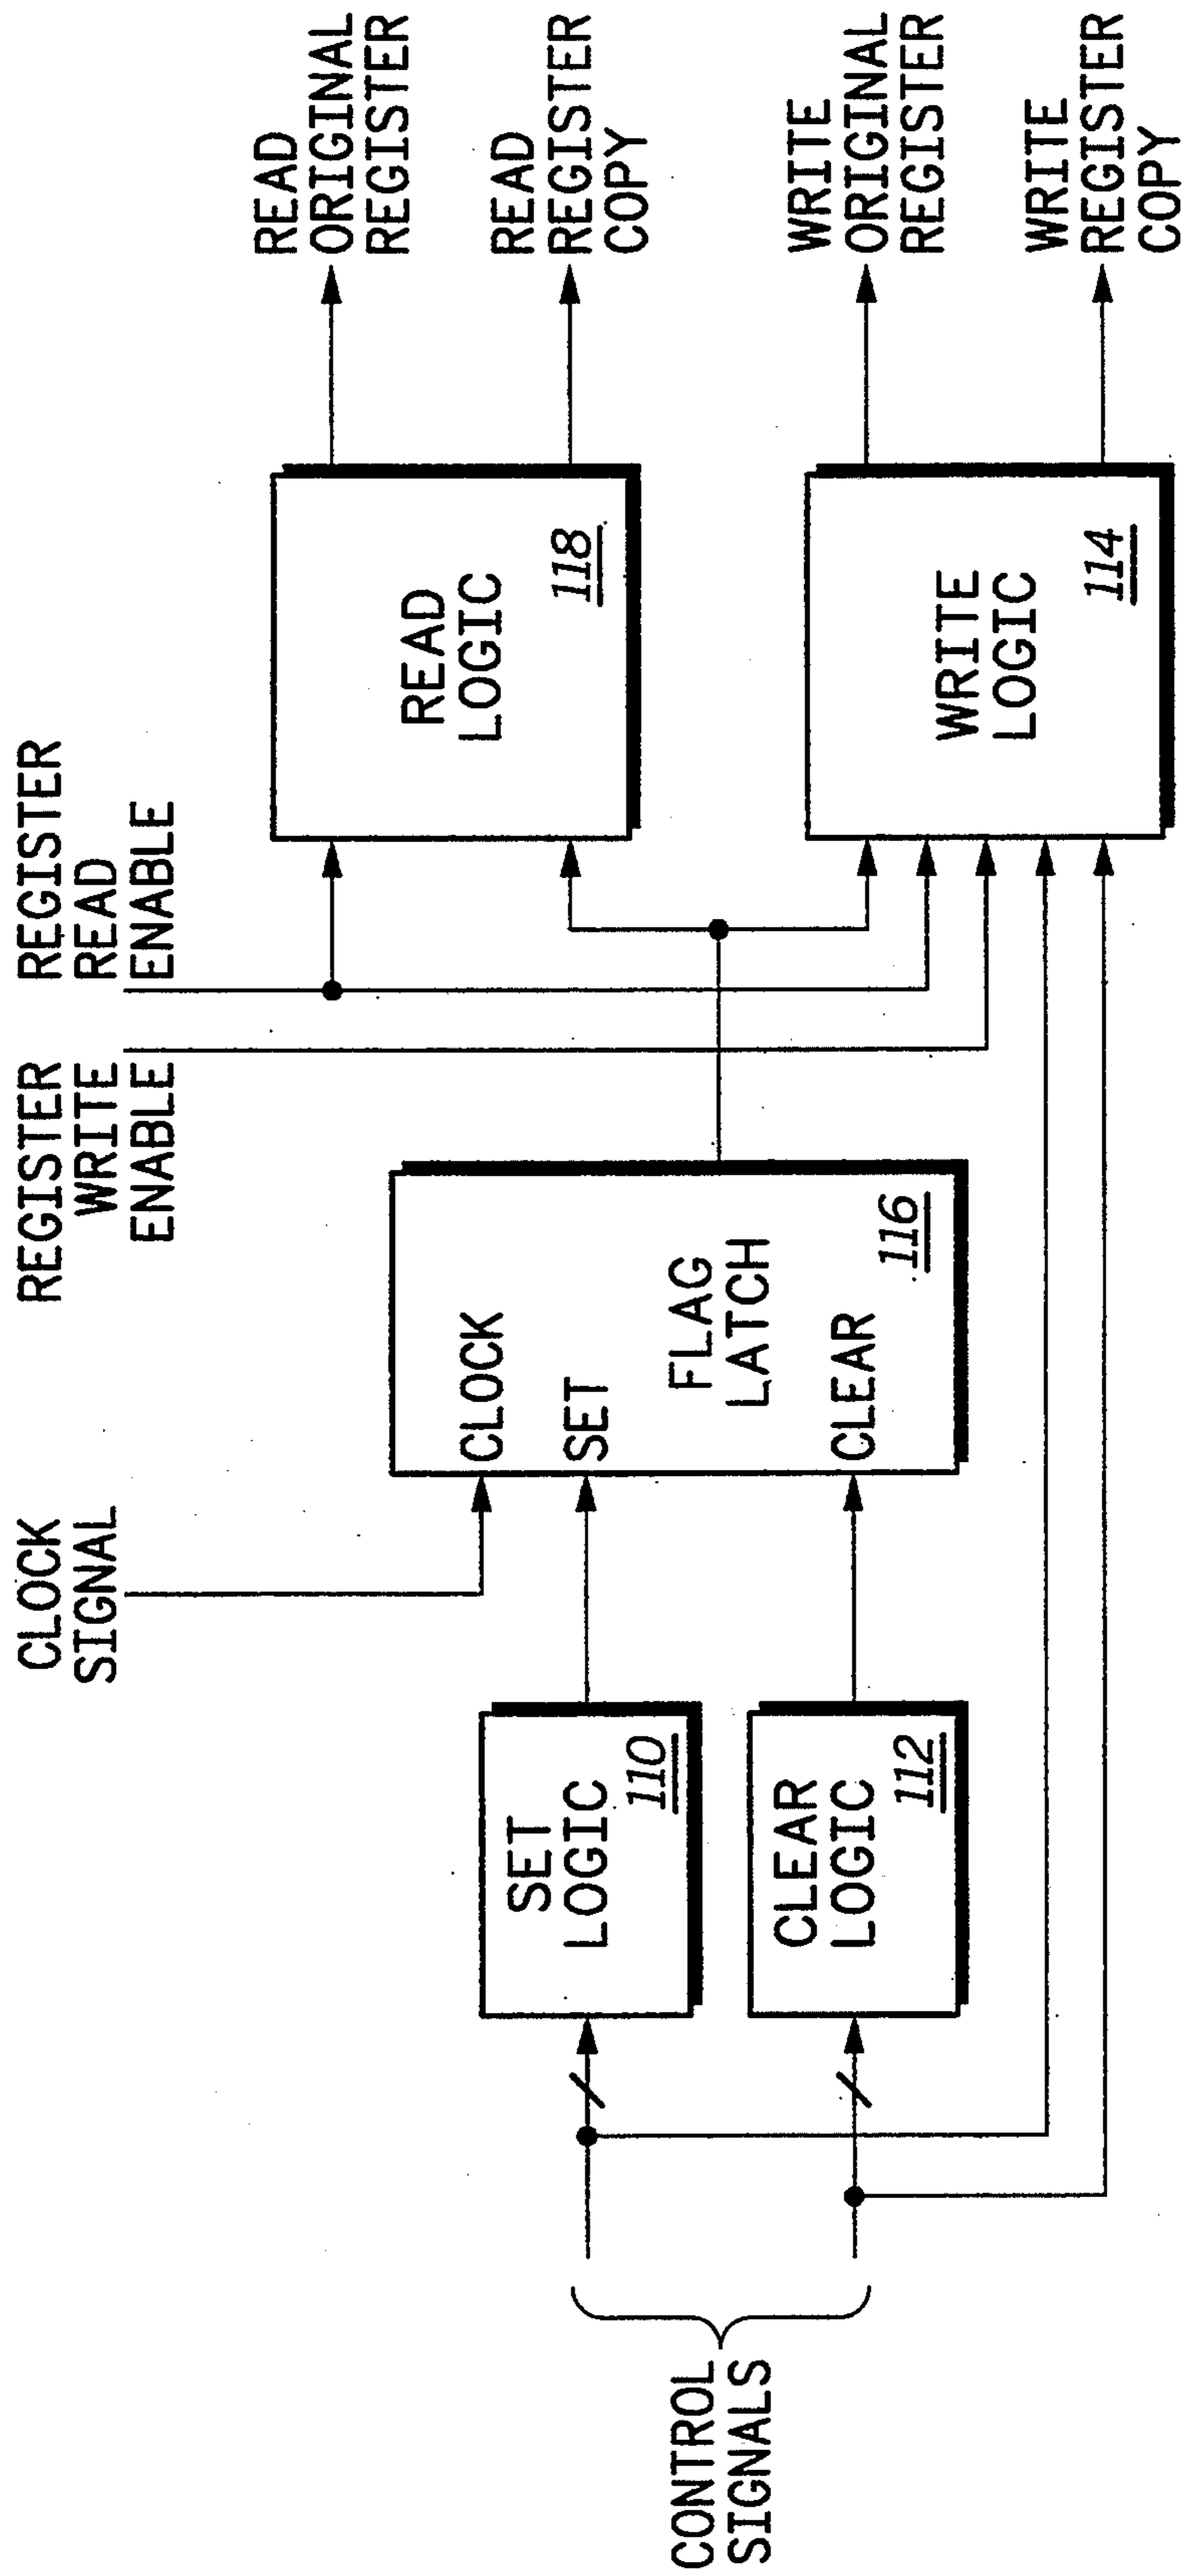 CLOCK
SIGNAL
REGISTER
WRITE
ENABLE
REGISTER
READ
ENABLE
CONTROL
SIGNALS
SET
LOGIC
110
CLEAR
LOGIC
112
CLOCK
SET
FLAG
LATCH
CLEAR
116
READ
LOGIC
118
WRITE
LOGIC
114
READ
ORIGINAL
REGISTER
READ
REGISTER
COPY
WRITE
ORIGINAL
REGISTER
WRITE
REGISTER
COPY